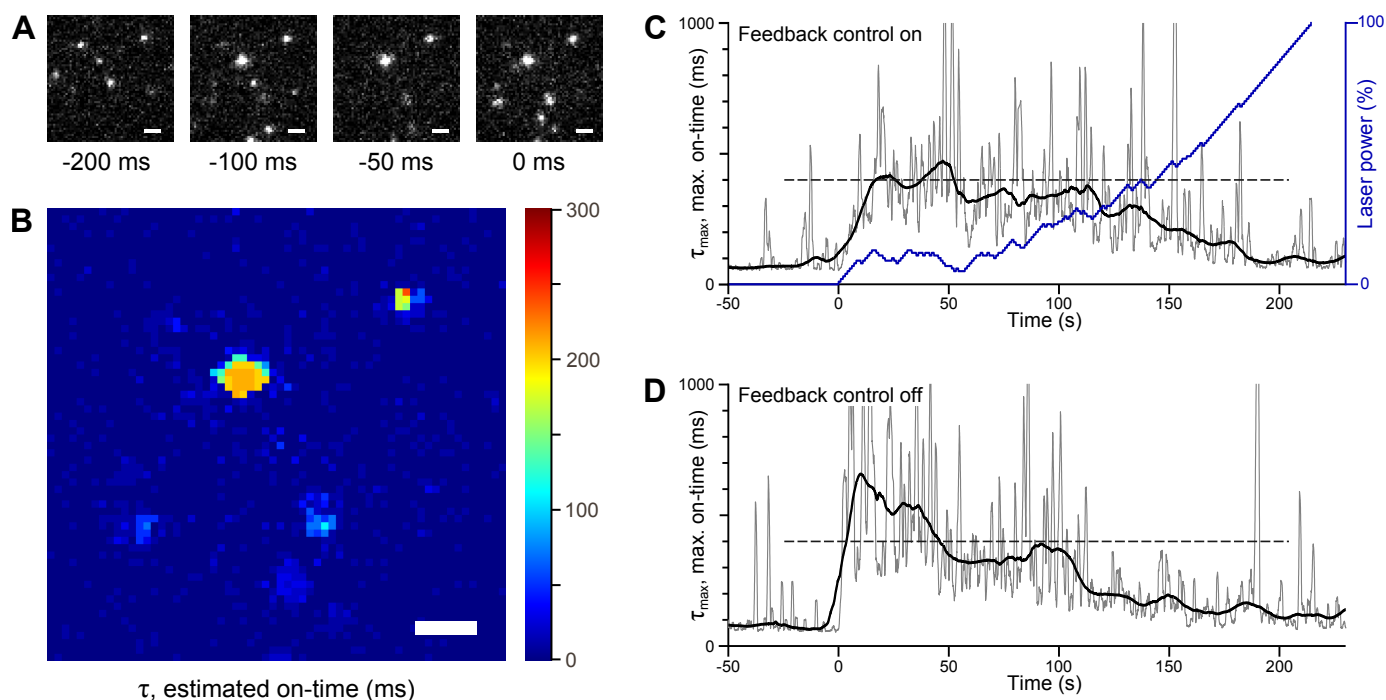 A
-200 ms
-100 ms
-50 ms
0 ms
B
300
200
100
0
τ, estimated on-time (ms)
C
Feedback control on
1000
0
τmax, max. on-time (ms)
100
0
Laser power (%)
-50
0
50
100
150
200
Time (s)
D
Feedback control off
1000
0
τmax, max. on-time (ms)
-50
0
50
100
150
200
Time (s)